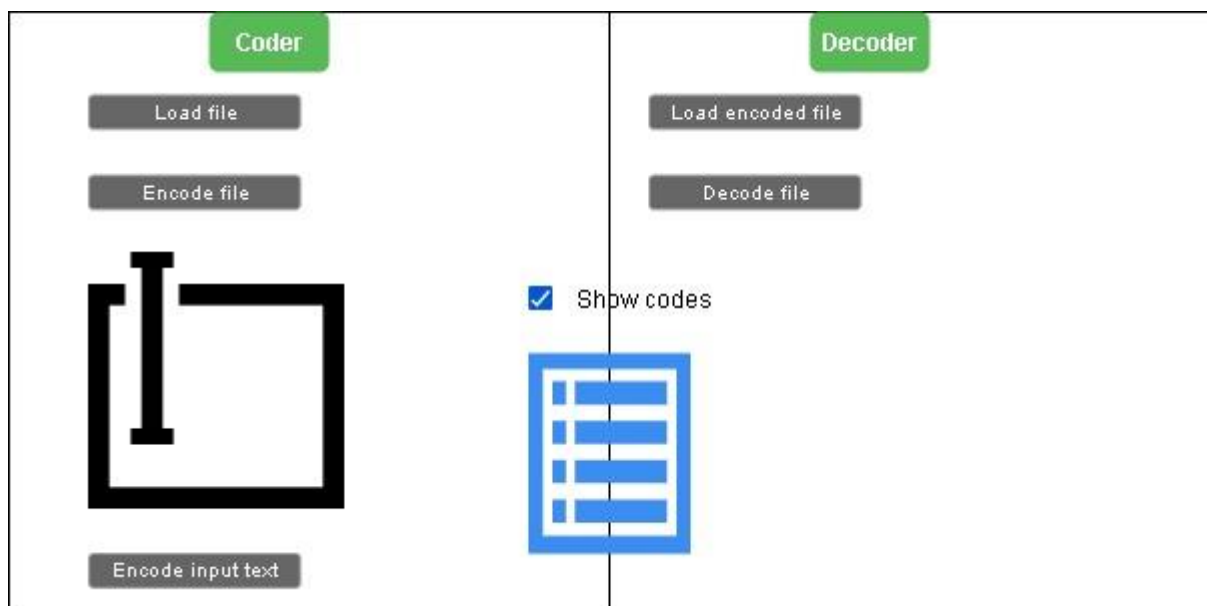 Coder
Decoder
Load file
Load encoded file
Encode file
Decode file
Show codes
Encode input text